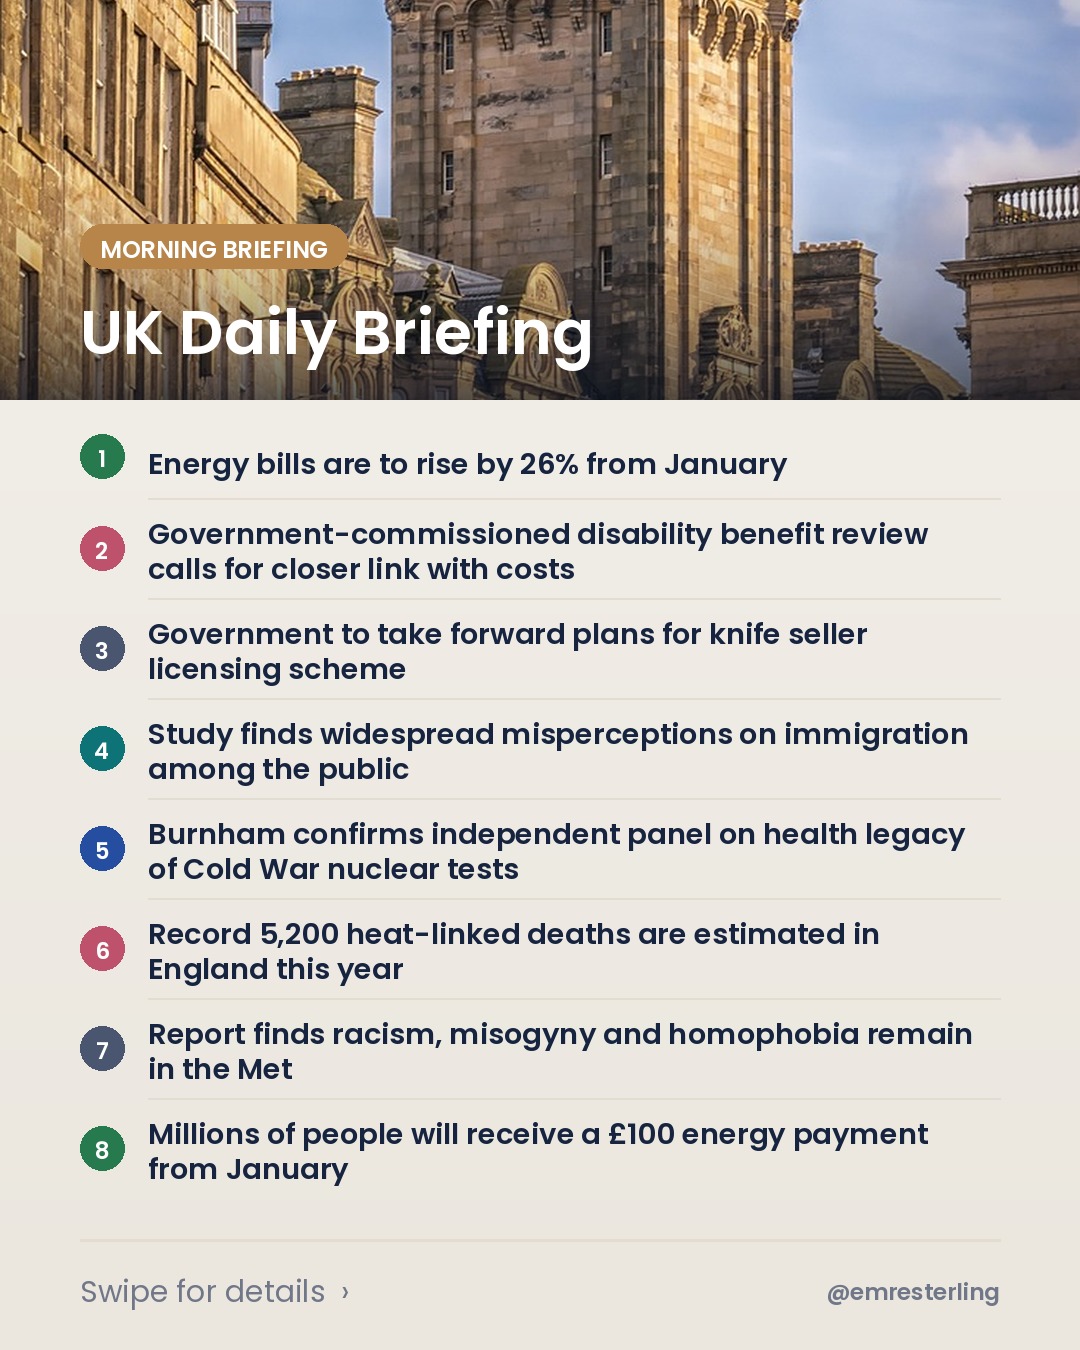 MORNING BRIEFING
UK Daily Briefing
1
Energy bills are to rise by 26% from January
2
Government-commissioned disability benefit review
calls for closer link with costs
3
Government to take forward plans for knife seller
licensing scheme
4
Study finds widespread misperceptions on immigration
among the public
5
Burnham confirms independent panel on health legacy
of Cold War nuclear tests
6
Record 5,200 heat-linked deaths are estimated in
England this year
7
Report finds racism, misogyny and homophobia remain
in the Met
8
Millions of people will receive a £100 energy payment
from January
Swipe for details ›
@emresterling